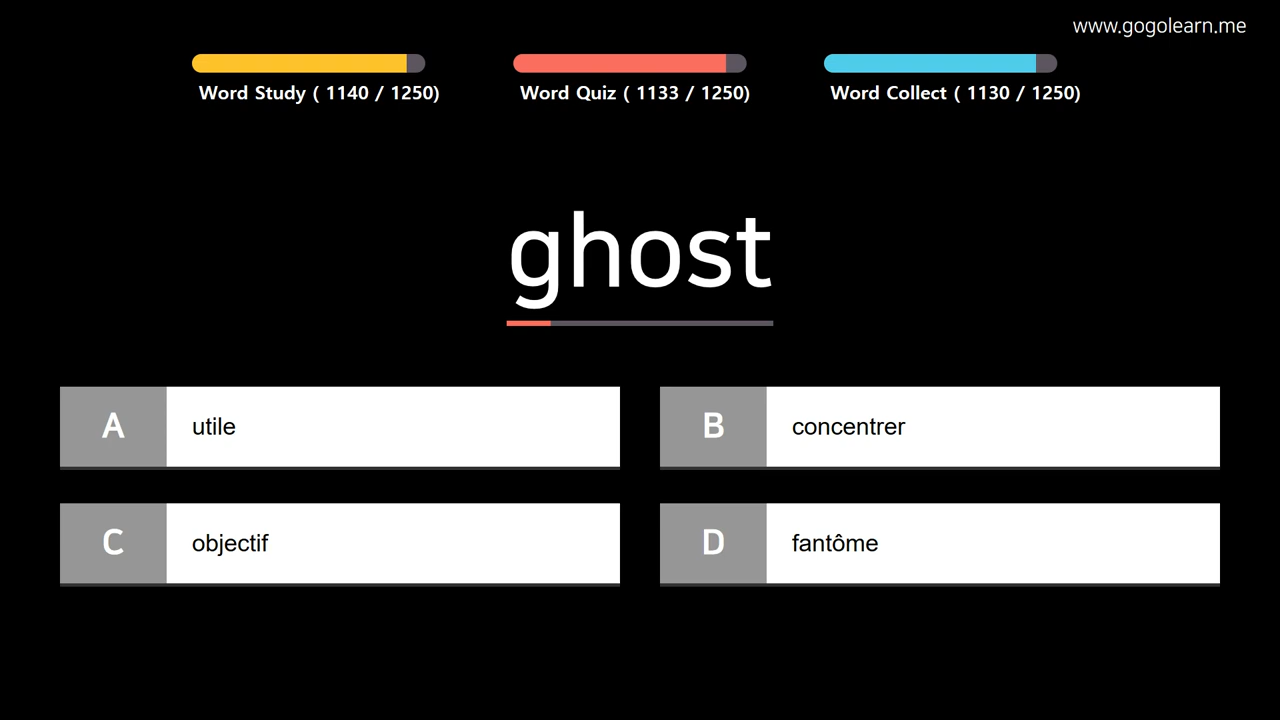 www.gogolearn.me
Word Study ( 1140 / 1250)
Word Quiz ( 1133 / 1250)
Word Collect ( 1130 / 1250)
ghost
A utile
B concentrer
C objectif
D fantôme